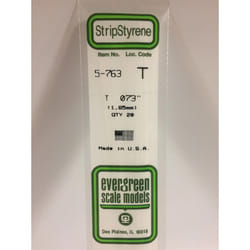 StripStyrene
Item No. Loc. Code
5-763 T
T 073"
(1.85mm)
QTY 20
Made In U.S.A.
evergreen
scale models
Des Plaines, IL 60018